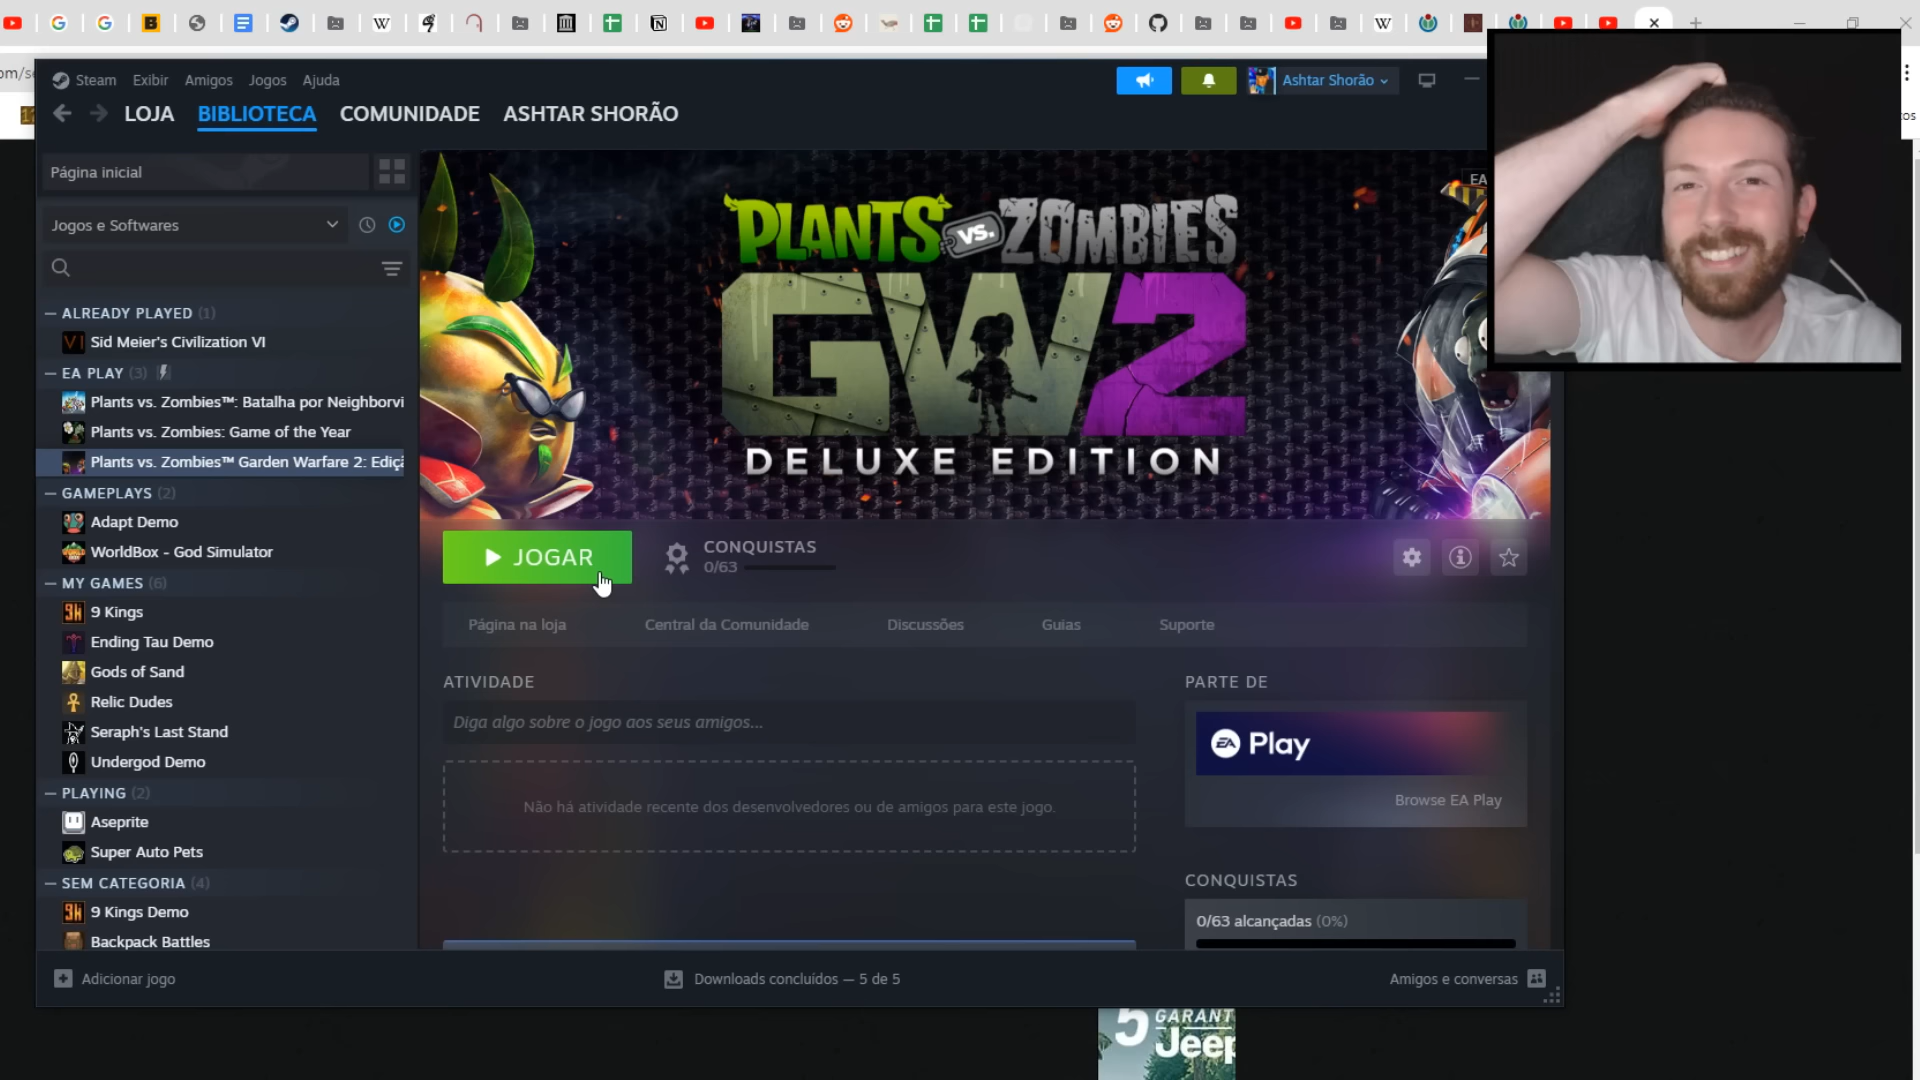 om/s
Steam Exibir Amigos Jogos Ajuda
Ashtar Shorão
LOJA BIBLIOTECA COMUNIDADE ASHTAR SHORÃO
os
Página inicial
EA
Jogos e Softwares
PLANTS VS. ZOMBIES
GW2
DELUXE EDITION
— ALREADY PLAYED (1)
VI Sid Meier's Civilization VI
— EA PLAY (3)
Plants vs. Zombies™: Batalha por Neighborvi
Plants vs. Zombies: Game of the Year
Plants vs. Zombies™ Garden Warfare 2: Ediçã
— GAMEPLAYS (2)
Adapt Demo
WorldBox - God Simulator
— MY GAMES (6)
9 Kings
Ending Tau Demo
Gods of Sand
Relic Dudes
Seraph's Last Stand
Undergod Demo
— PLAYING (2)
Aseprite
Super Auto Pets
— SEM CATEGORIA (4)
9 Kings Demo
Backpack Battles
JOGAR
CONQUISTAS
0/63
Página na loja Central da Comunidade Discussões Guias Suporte
ATIVIDADE
Diga algo sobre o jogo aos seus amigos...
Não há atividade recente dos desenvolvedores ou de amigos para este jogo.
PARTE DE
EA Play
Browse EA Play
CONQUISTAS
0/63 alcançadas (0%)
Adicionar jogo
Downloads concluídos — 5 de 5
Amigos e conversas
5 GARANT
Jeep